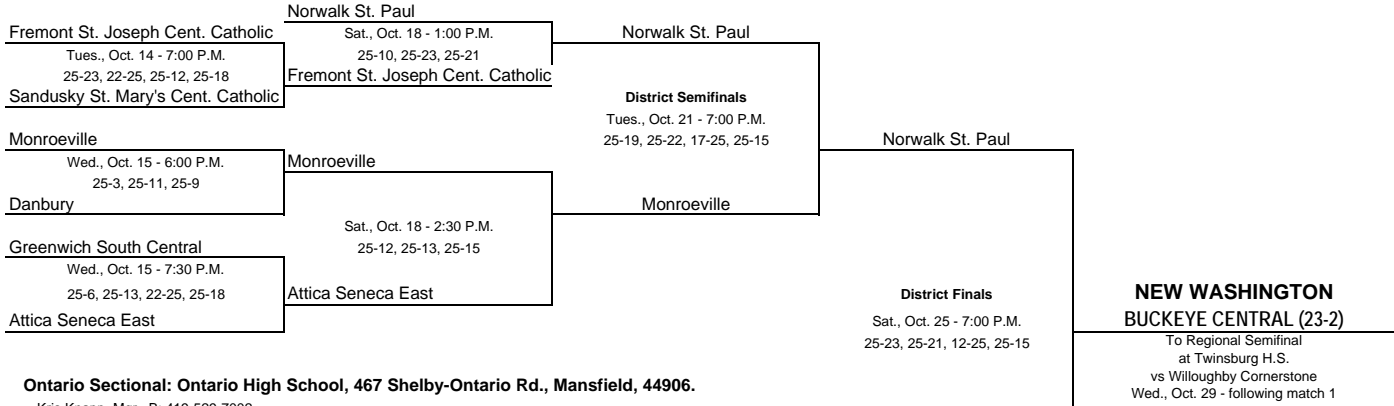 Norwalk St. Paul
Fremont St. Joseph Cent. Catholic
Sat., Oct. 18 - 1:00 P.M.
Norwalk St. Paul
Tues., Oct. 14 - 7:00 P.M.
25-10, 25-23, 25-21
25-23, 22-25, 25-12, 25-18
Fremont St. Joseph Cent. Catholic
Sandusky St. Mary's Cent. Catholic
District Semifinals
Tues., Oct. 21 - 7:00 P.M.
25-19, 25-22, 17-25, 25-15
Norwalk St. Paul
Monroeville
Wed., Oct. 15 - 6:00 P.M.
Monroeville
25-3, 25-11, 25-9
Danbury
Monroeville
Sat., Oct. 18 - 2:30 P.M.
25-12, 25-13, 25-15
Greenwich South Central
Wed., Oct. 15 - 7:30 P.M.
25-6, 25-13, 22-25, 25-18
Attica Seneca East
Attica Seneca East
District Finals
Sat., Oct. 25 - 7:00 P.M.
25-23, 25-21, 12-25, 25-15
NEW WASHINGTON
BUCKEYE CENTRAL (23-2)
To Regional Semifinal
at Twinsburg H.S.
vs Willoughby Cornerstone
Wed., Oct. 29 - following match 1
Ontario Sectional: Ontario High School, 467 Shelby-Ontario Rd., Mansfield, 44906.